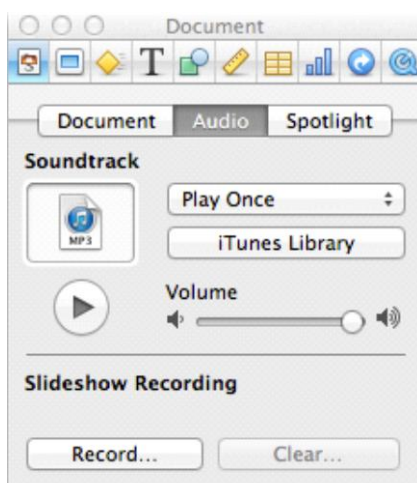 Document
T
Document Audio Spotlight
Soundtrack
MP3
Play Once
iTunes Library
Volume
Slideshow Recording
Record... Clear...